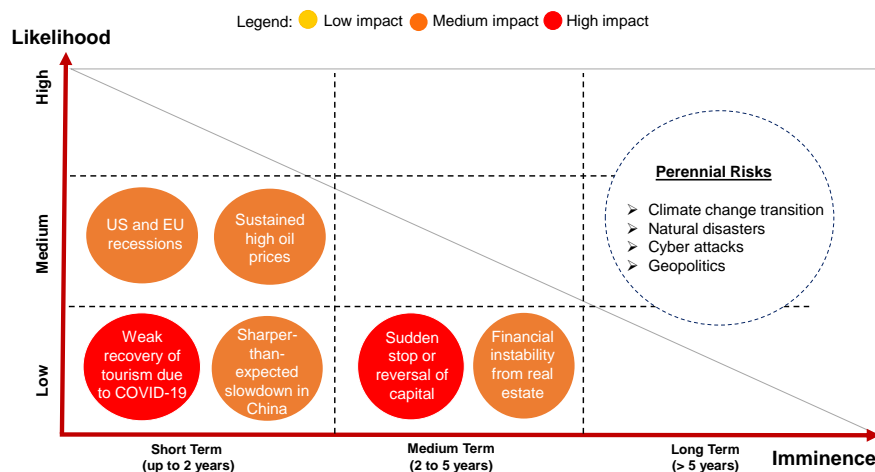 Legend: Low impact Medium impact High impact
Likelihood
High
Medium
Low
US and EU
recessions
Sustained
high oil
prices
Weak
recovery of
tourism due
to COVID-19
Sharper-
than-
expected
slowdown in
China
Sudden
stop or
reversal of
capital
Financial
instability
from real
estate
Perennial Risks
➢ Climate change transition
➢ Natural disasters
➢ Cyber attacks
➢ Geopolitics
Short Term
(up to 2 years)
Medium Term
(2 to 5 years)
Long Term
(> 5 years)
Imminence